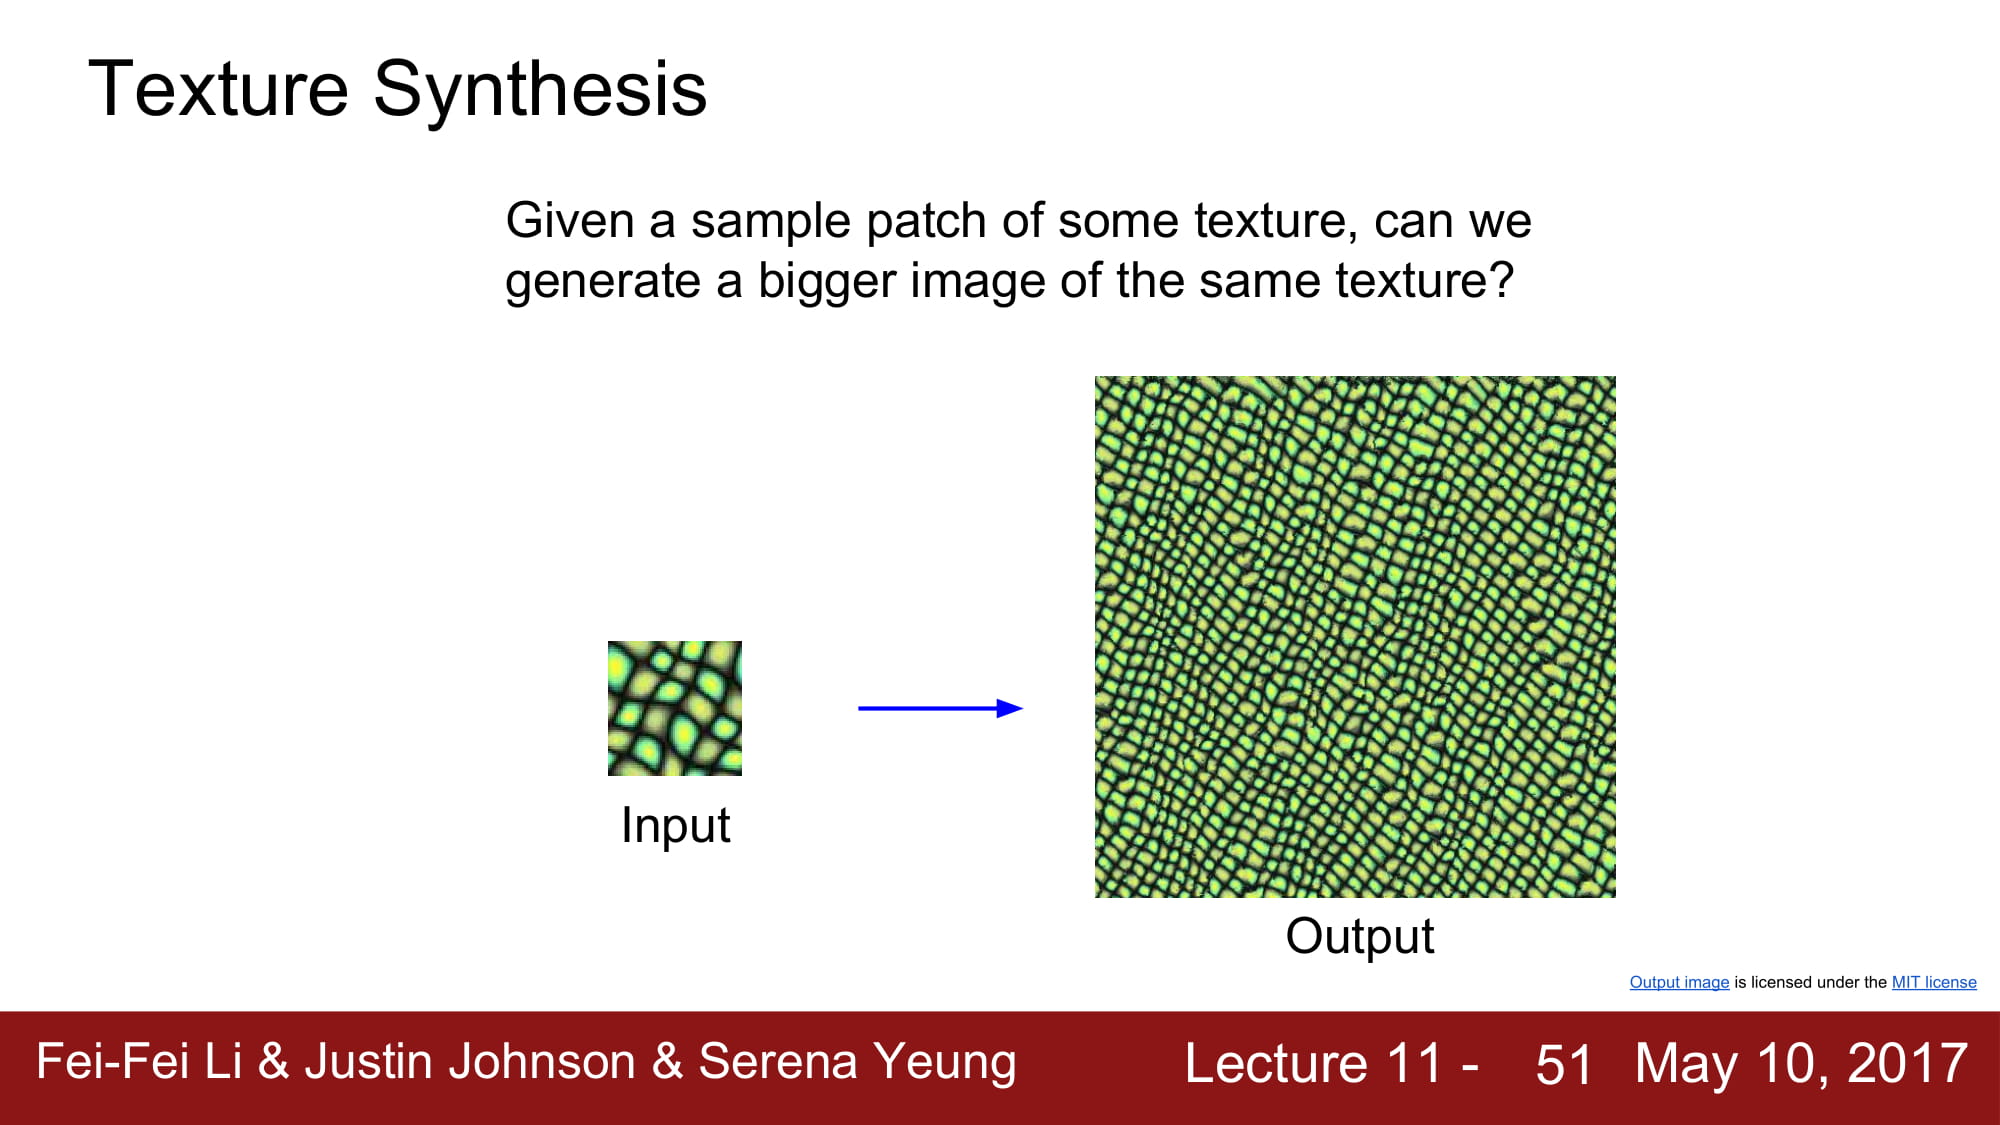 Texture Synthesis
Given a sample patch of some texture, can we
generate a bigger image of the same texture?
Input
Output
Output image is licensed under the MIT license
Fei-Fei Li & Justin Johnson & Serena Yeung
Lecture 11 - 51 May 10, 2017